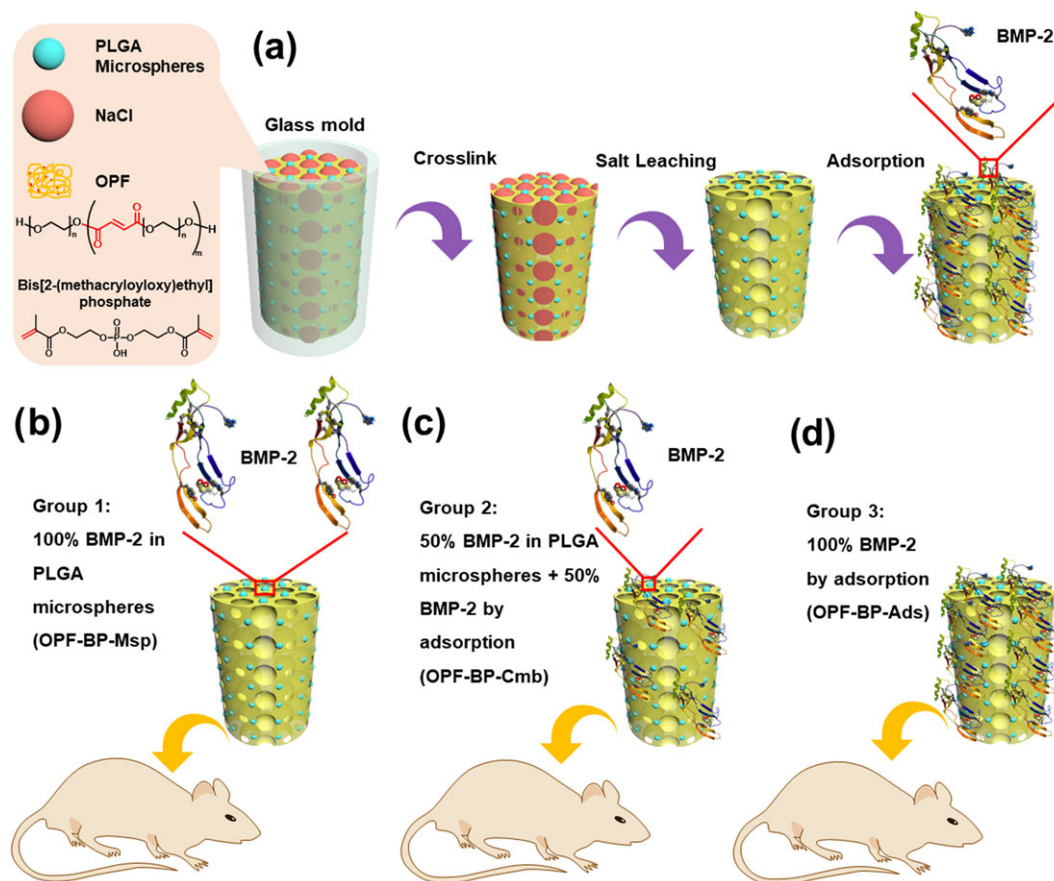 (a)
PLGA
Microspheres
NaCl
OPF
H O n O O O O n O m H
Bis[2-(methacryloyloxy)ethyl]
phosphate
O O O P O OH O O
Glass mold
Crosslink
Salt Leaching
Adsorption
BMP-2
(b)
BMP-2
Group 1:
100% BMP-2 in
PLGA
microspheres
(OPF-BP-Msp)
(c)
BMP-2
Group 2:
50% BMP-2 in PLGA
microspheres + 50%
BMP-2 by
adsorption
(OPF-BP-Cmb)
(d)
Group 3:
100% BMP-2
by adsorption
(OPF-BP-Ads)